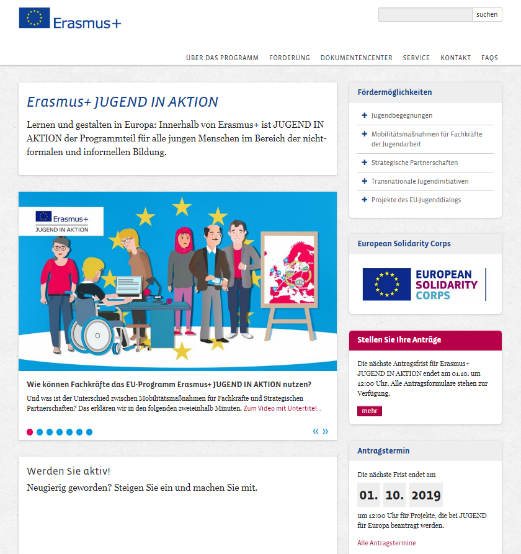 Erasmus+
suchen
ÜBER DAS PROGRAMM FÖRDERUNG DOKUMENTENCENTER SERVICE KONTAKT FAQS
Erasmus+ JUGEND IN AKTION
Lernen und gestalten in Europa: Innerhalb von Erasmus+ ist JUGEND IN
AKTION der Programmteil für alle jungen Menschen im Bereich der nicht-
formalen und informellen Bildung.
Erasmus+
JUGEND IN AKTION
Wie können Fachkräfte das EU-Programm Erasmus+ JUGEND IN AKTION nutzen?
Und was ist der Unterschied zwischen Mobilitätsmaßnahmen für Fachkräfte und Strategischen
Partnerschaften? Das erklären wir in den folgenden zweieinhalb Minuten. Zum Video mit Untertitel...
« »
Werden Sie aktiv!
Neugierig geworden? Steigen Sie ein und machen Sie mit.
Fördermöglichkeiten
+ Jugendbegegnungen
+ Mobilitätsmaßnahmen für Fachkräfte
der Jugendarbeit
+ Strategische Partnerschaften
+ Transnationale Jugendinitiativen
+ Projekte des EU-Jugenddialogs
European Solidarity Corps
EUROPEAN
SOLIDARITY
CORPS
Stellen Sie Ihre Anträge
Die nächste Antragsfrist für Erasmus+
JUGEND IN AKTION endet am 01.10. um
12:00 Uhr. Alle Antragsformulare stehen zur
Verfügung.
mehr
Antragstermin
Die nächste Frist endet am
01. 10. 2019
um 12:00 Uhr für Projekte, die bei JUGEND
für Europa beantragt werden.
Alle Antragstermine